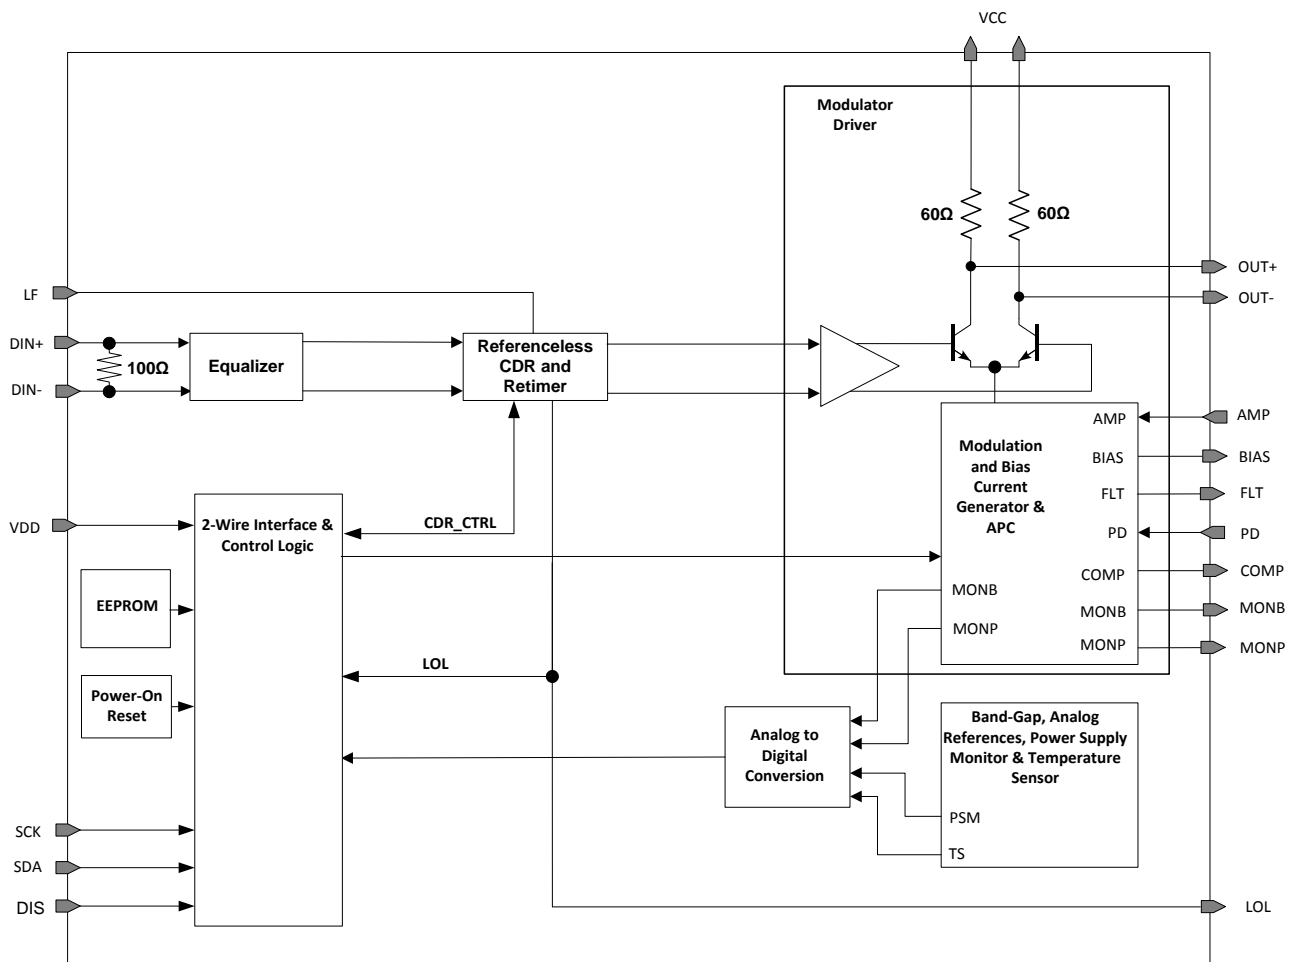 VCC
Modulator
Driver
60Ω
60Ω
OUT+
OUT-
LF
DIN+
DIN-
100Ω
Equalizer
Referenceless
CDR and
Retimer
AMP
BIAS
FLT
PD
COMP
MONB
MONP
Modulation
and Bias
Current
Generator &
APC
MONB
MONP
AMP
BIAS
FLT
PD
COMP
MONB
MONP
VDD
2-Wire Interface &
Control Logic
CDR_CTRL
EEPROM
LOL
Power-On
Reset
Analog to
Digital
Conversion
Band-Gap, Analog
References, Power Supply
Monitor & Temperature
Sensor
PSM
TS
SCK
SDA
DIS
LOL